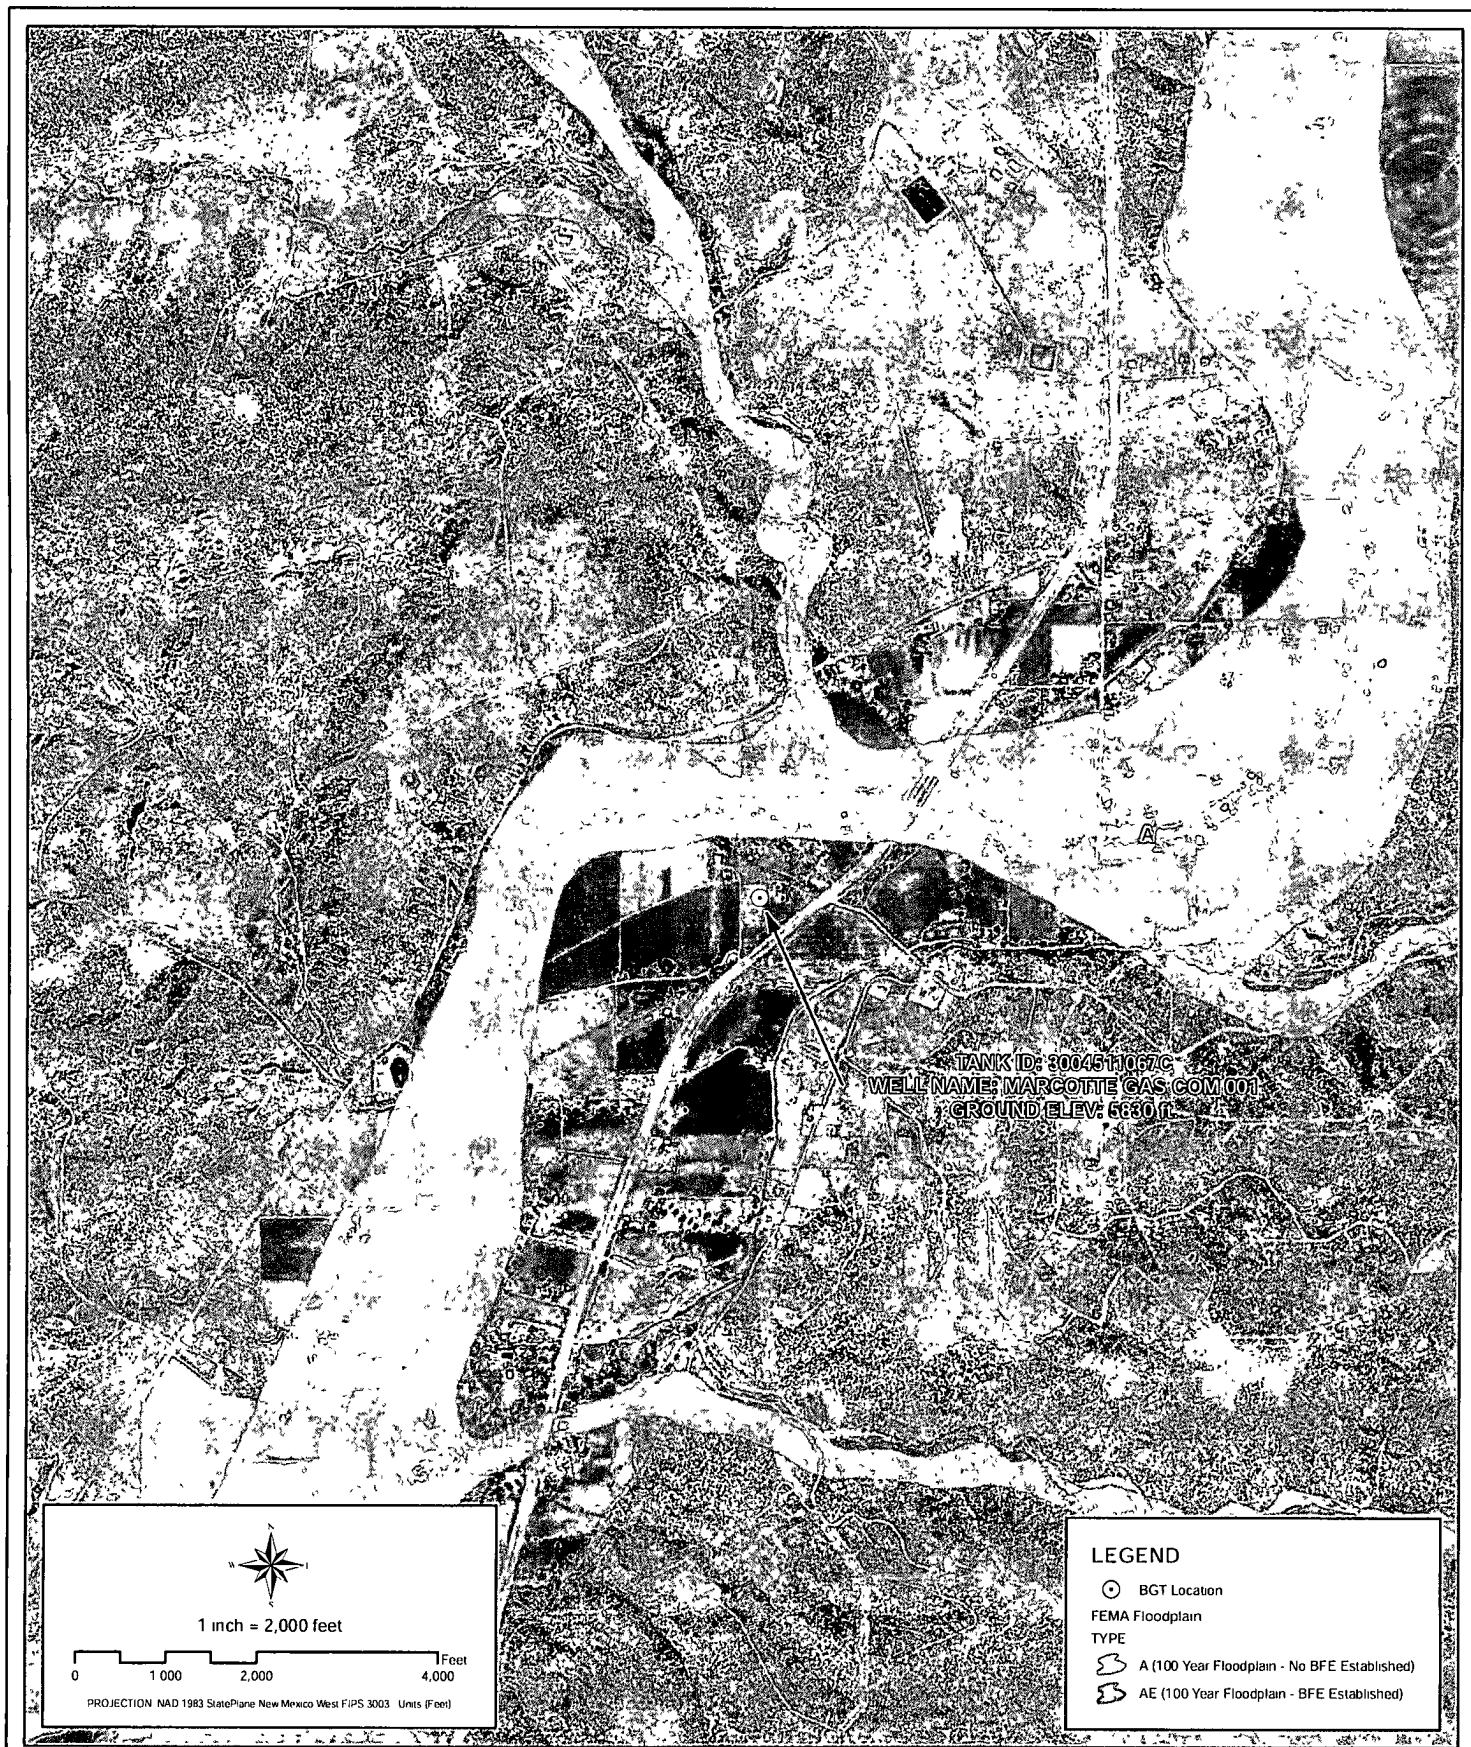 A
TANK ID: 3004511067C
WELL NAME: MARCOTTE GAS COM 001
GROUND ELEV: 5830 ft.
N
W
S
1 inch = 2,000 feet
0 1 000 2,000 4,000 Feet
PROJECTION NAD 1983 StatePlane New Mexico West FIPS 3003 Units (Feet)
LEGEND
BGT Location
FEMA Floodplain
TYPE
A (100 Year Floodplain - No BFE Established)
AE (100 Year Floodplain - BFE Established)